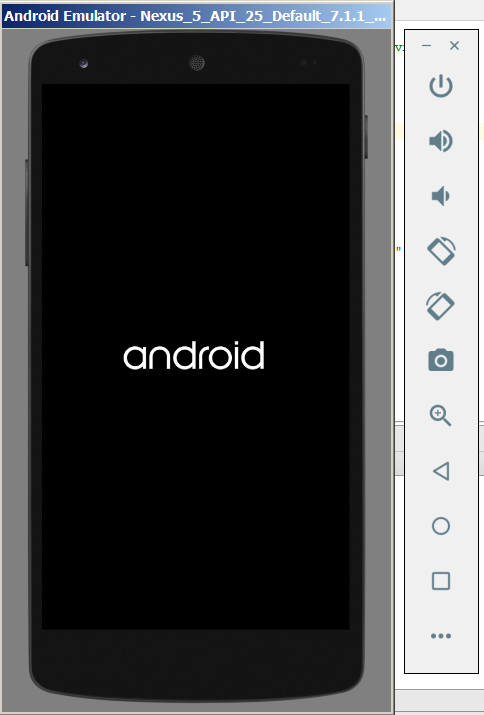 Android Emulator - Nexus_5_API_25_Default_7.1.1_...
android